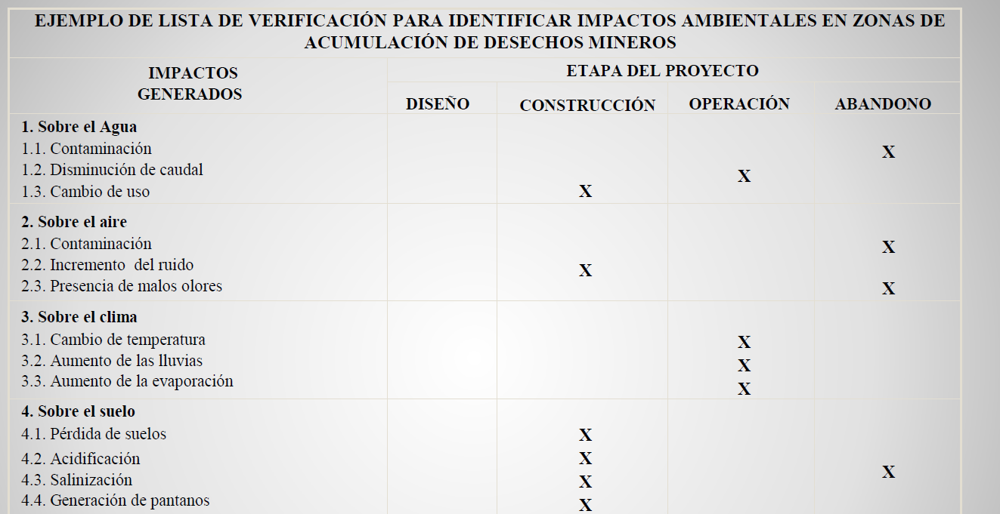 EJEMPLO DE LISTA DE VERIFICACIÓN PARA IDENTIFICAR IMPACTOS AMBIENTALES EN ZONAS DE
ACUMULACIÓN DE DESECHOS MINEROS
IMPACTOS
GENERADOS
ETAPA DEL PROYECTO
DISEÑO CONSTRUCCIÓN OPERACIÓN ABANDONO
1. Sobre el Agua
1.1. Contaminación X
1.2. Disminución de caudal X
1.3. Cambio de uso X
2. Sobre el aire
2.1. Contaminación X
2.2. Incremento del ruido X
2.3. Presencia de malos olores X
3. Sobre el clima
3.1. Cambio de temperatura X
3.2. Aumento de las lluvias X
3.3. Aumento de la evaporación X
4. Sobre el suelo
4.1. Pérdida de suelos X
4.2. Acidificación X
4.3. Salinización X X
4.4. Generación de pantanos X